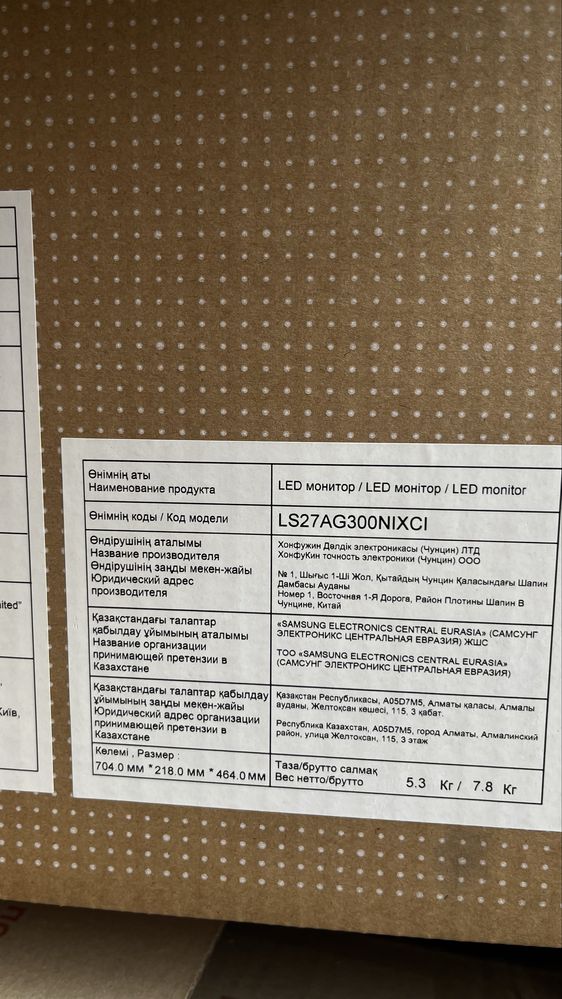 ited"
Київ,
Өнімнің аты
Наименование продукта
LED монитор / LED монітор / LED monitor
Өнімнің коды / Код модели
LS27AG300NIXCI
Өндірушінің аталымы
Название производителя
Өндірушінің заңды мекен-жайы
Юридический адрес
производителя
Хонфужин Дәлдік электроникасы (Чунцин) ЛТД
ХонфуКин точность электроники (Чунцин) ООО
№ 1, Шығыс 1-Ші Жол, Қытайдың Чунцин Қаласындағы Шапин
Дамбасы Ауданы
Номер 1, Восточная 1-Я Дорога, Район Плотины Шапин В
Чунцине, Китай
Қазақстандағы талаптар
қабылдау ұйымының аталымы
Название организации
принимающей претензии в
Казахстане
«SAMSUNG ELECTRONICS CENTRAL EURASIA» (САМСУНГ
ЭЛЕКТРОНИКС ЦЕНТРАЛЬНАЯ ЕВРАЗИЯ) ЖШС
ТОО «SAMSUNG ELECTRONICS CENTRAL EURASIA»
(САМСУНГ ЭЛЕКТРОНИКС ЦЕНТРАЛЬНАЯ ЕВРАЗИЯ)
Қазақстандағы талаптар қабылдау
ұйымының заңды мекен-жайы
Юридический адрес организации
принимающей претензии в
Казахстане
Қазақстан Республикасы, A05D7M5, Алматы қаласы, Алмалы
ауданы, Желтоқсан көшесі, 115, 3 қабат.
Республика Казахстан, A05D7M5, город Алматы, Алмалинский
район, улица Желтоксан, 115, 3 этаж
Көлемі , Размер :
704.0 мм *218.0 мм * 464.0 мм
Таза/брутто салмақ
Вес нетто/брутто
5.3 Кг / 7.8 Кг